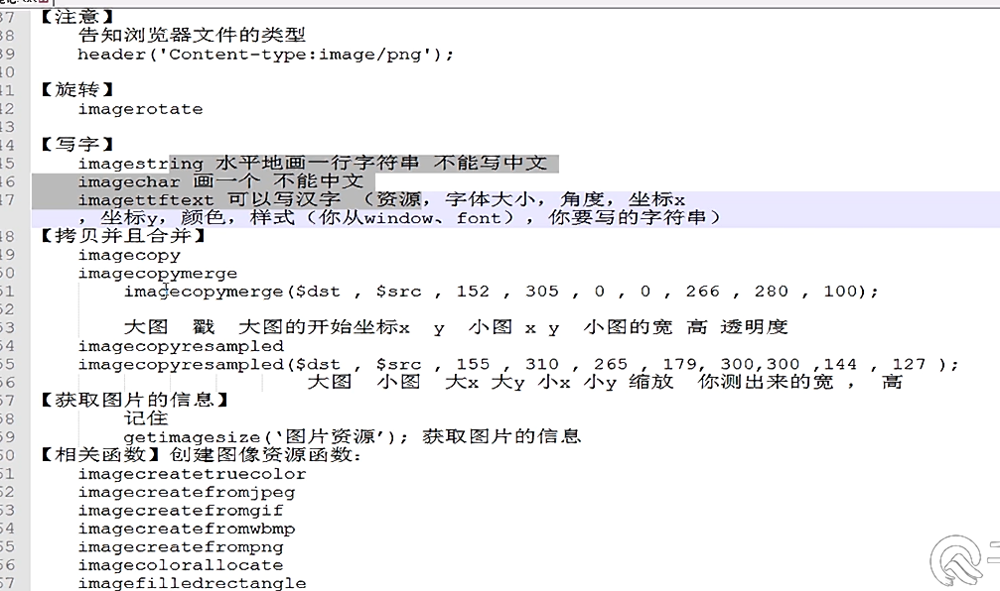 【注意】
告知浏览器文件的类型
header('Content-type:image/png');
【旋转】
imagerotate
【写字】
imagestring 水平地画一行字符串 不能写中文
imagechar 画一个 不能中文
imagettftext 可以写汉字 （资源，字体大小，角度，坐标x
，坐标y，颜色，样式（你从window、font），你要写的字符串）
【拷贝并且合并】
imagecopy
imagecopymerge
imagecopymerge($dst , $src , 152 , 305 , 0 , 0 , 266 , 280 , 100);
大图 戳 大图的开始坐标x y 小图 x y 小图的宽 高 透明度
imagecopyresampled
imagecopyresampled($dst , $src , 155 , 310 , 265 , 179, 300,300 ,144 , 127 );
大图 小图 大x 大y 小x 小y 缩放 你测出来的宽 ， 高
【获取图片的信息】
记住
getimagesize(‘图片资源’); 获取图片的信息
【相关函数】创建图像资源函数：
imagecreatetruecolor
imagecreatefromjpeg
imagecreatefromgif
imagecreatefromwbmp
imagecreatefrompng
imagecolorallocate
imagefilledrectangle